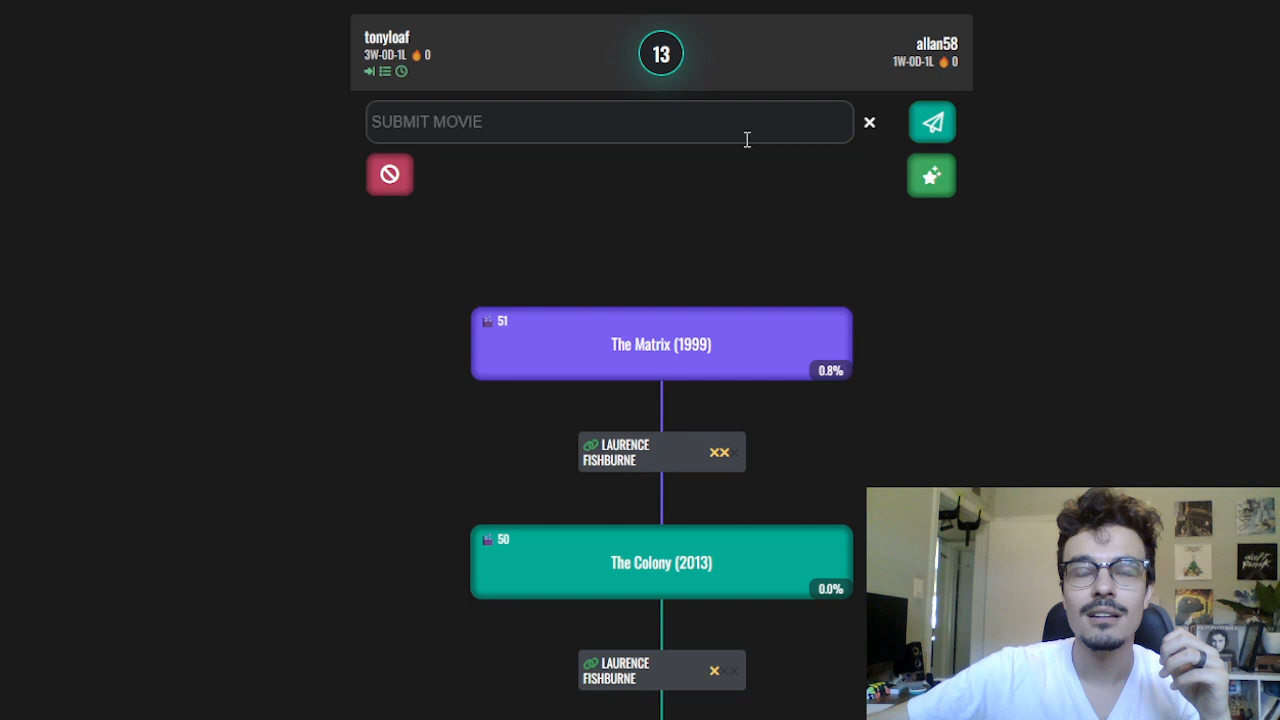 tonyloaf
3W-0D-1L 0
13
allan58
1W-0D-1L 0
SUBMIT MOVIE
51
The Matrix (1999)
0.8%
LAURENCE
FISHBURNE
50
The Colony (2013)
0.0%
LAURENCE
FISHBURNE